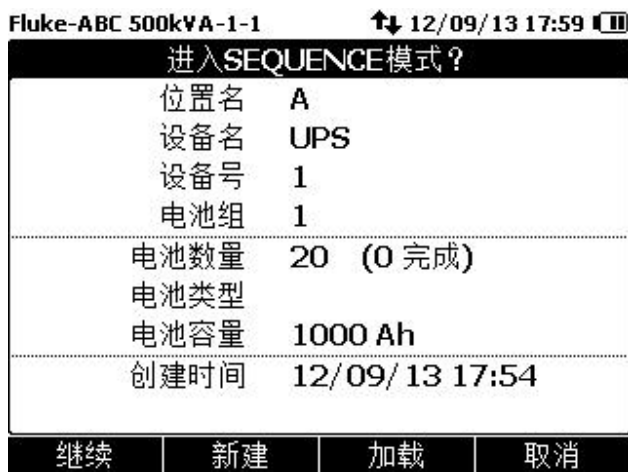 Fluke-ABC 500kVA-1-1 12/09/13 17:59
进入SEQUENCE模式？
位置名 A
设备名 UPS
设备号 1
电池组 1
电池数量 20 (0 完成)
电池类型
电池容量 1000 Ah
创建时间 12/09/13 17:54
继续 新建 加载 取消